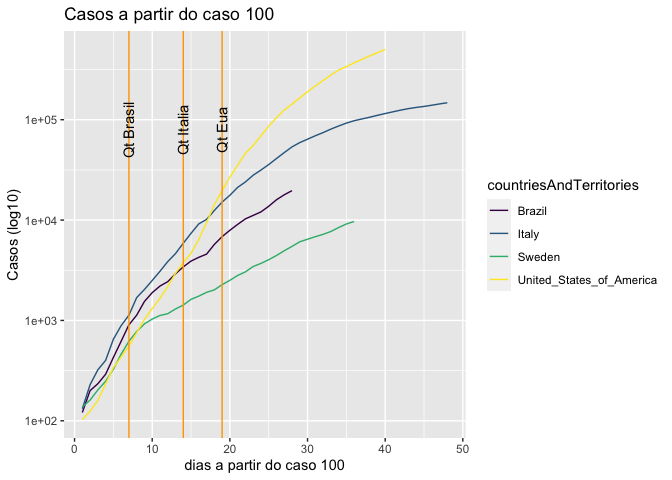 Casos a partir do caso 100
Casos (log10)
1e+05
1e+04
1e+03
1e+02
Qt Brasil
Qt Italia
Qt Eua
0
10
20
30
40
50
dias a partir do caso 100
countriesAndTerritories
Brazil
Italy
Sweden
United_States_of_America